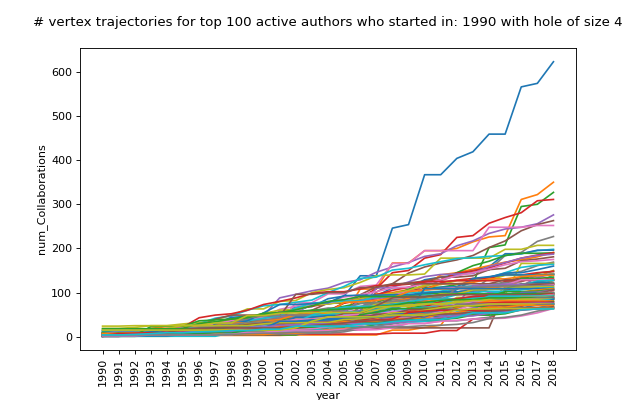 # vertex trajectories for top 100 active authors who started in: 1990 with hole of size 4
600
500
400
300
200
100
0
num_Collaborations
1990 1991 1992 1993 1994 1995 1996 1997 1998 1999 2000 2001 2002 2003 2004 2005 2006 2007 2008 2009 2010 2011 2012 2013 2014 2015 2016 2017 2018
year